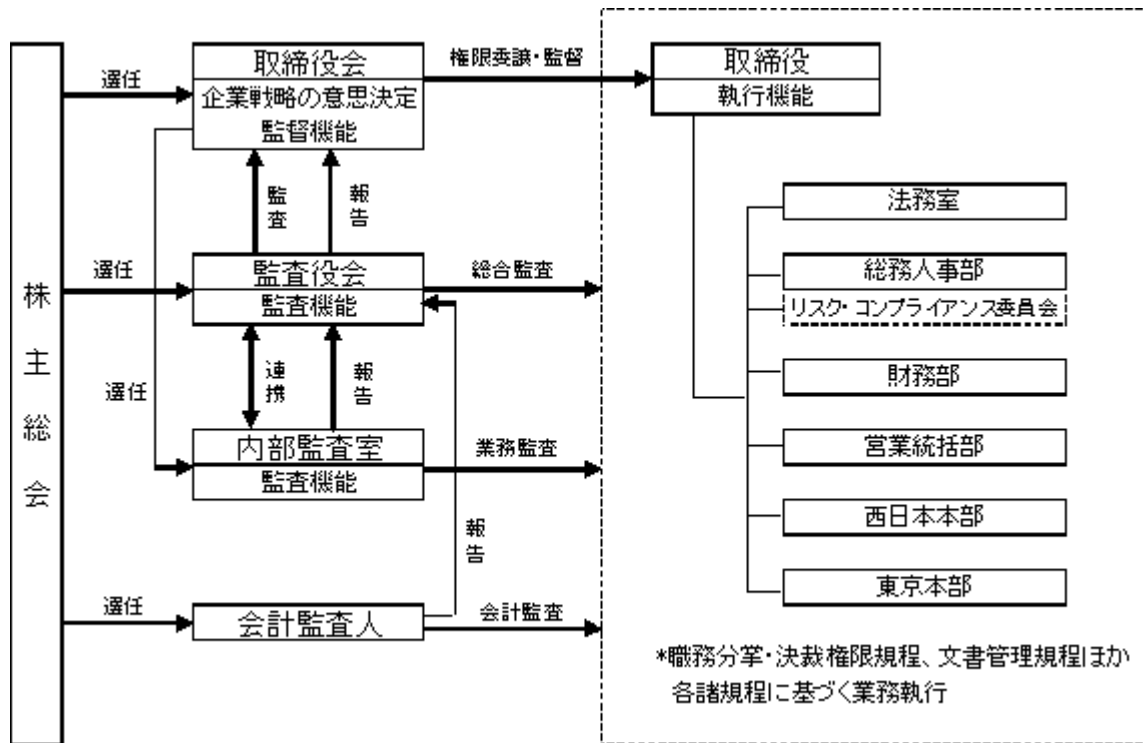 株主総会
選任
取締役会
企業戦略の意思決定
監督機能
権限委譲・監督
取締役
執行機能
監査
報告
法務室
選任
監査役会
監査機能
総合監査
総務人事部
リスク・コンプライアンス委員会
連携
報告
財務部
選任
内部監査室
監査機能
業務監査
営業統括部
西日本本部
報告
東京本部
選任
会計監査人
会計監査
*職務分掌・決裁権限規程、文書管理規程ほか
各諸規程に基づく業務執行